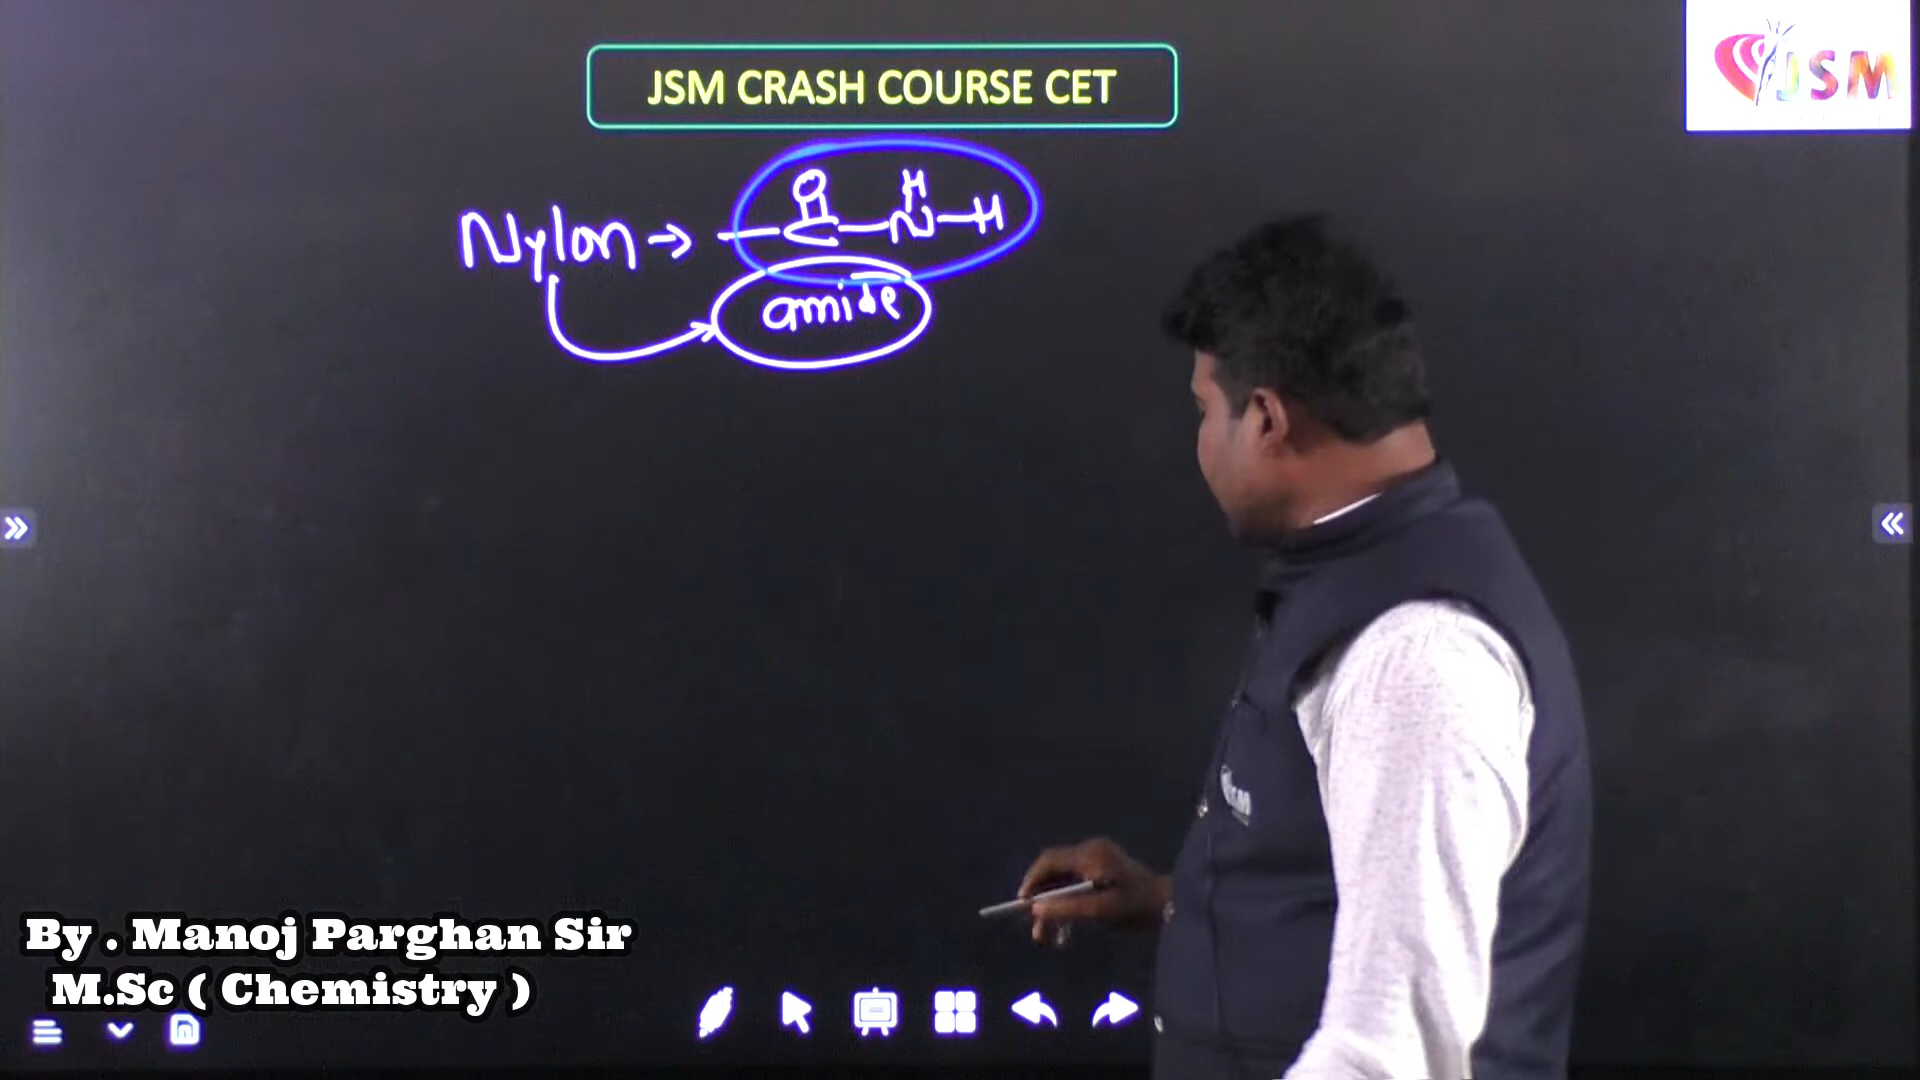 JSM CRASH COURSE CET
JSM
O H
Nylon → — C — N — H
amide
By . Manoj Parghan Sir
M.Sc ( Chemistry )